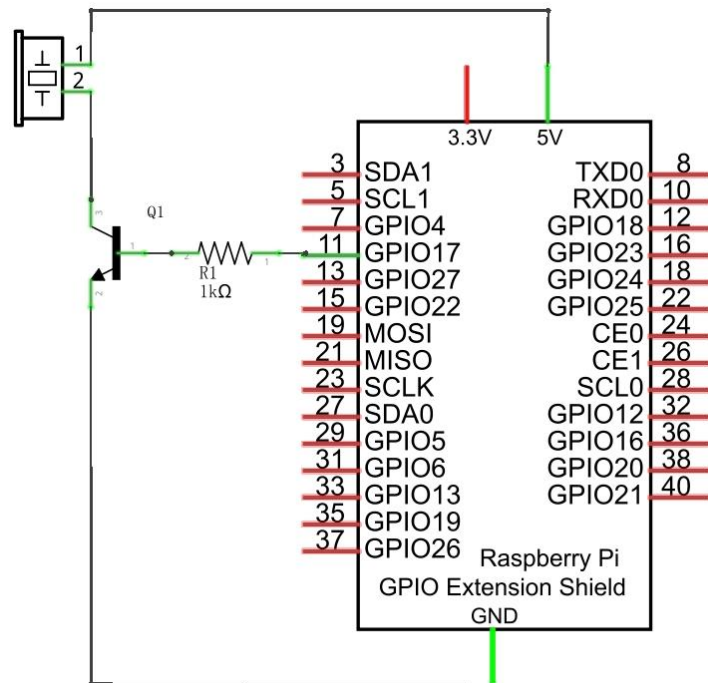 1
2
3.3V 5V
3 SDA1 TXD0 8
5 SCL1 RXD0 10
7 GPIO4 GPIO18 12
3
Q1
1
2
1
11 GPIO17 GPIO23 16
R1
1kΩ
13 GPIO27 GPIO24 18
2
15 GPIO22 GPIO25 22
19 MOSI CE0 24
21 MISO CE1 26
23 SCLK SCL0 28
27 SDA0 GPIO12 32
29 GPIO5 GPIO16 36
31 GPIO6 GPIO20 38
33 GPIO13 GPIO21 40
35 GPIO19
37 GPIO26
Raspberry Pi
GPIO Extension Shield
GND